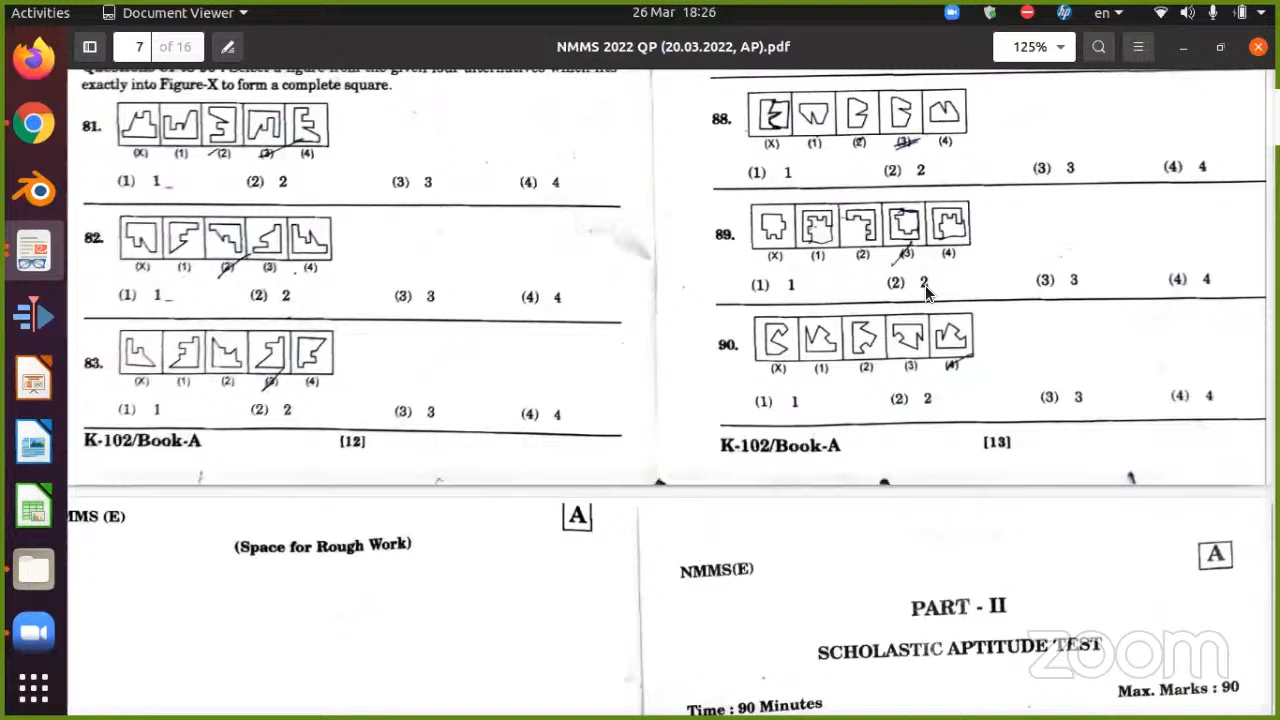 Activities
Document Viewer
26 Mar 18:26
en
7 of 16
NMMS 2022 QP (20.03.2022, AP).pdf
125%
exactly into Figure-X to form a complete square.
81.
(X) (1) (2) (3) (4)
(1) 1 (2) 2 (3) 3 (4) 4
82.
(X) (1) (2) (3) (4)
(1) 1 (2) 2 (3) 3 (4) 4
83.
(X) (1) (2) (3) (4)
(1) 1 (2) 2 (3) 3 (4) 4
K-102/Book-A [12]
88.
(X) (1) (2) (3) (4)
(1) 1 (2) 2 (3) 3 (4) 4
89.
(X) (1) (2) (3) (4)
(1) 1 (2) 2 (3) 3 (4) 4
90.
(X) (1) (2) (3) (4)
(1) 1 (2) 2 (3) 3 (4) 4
K-102/Book-A [13]
MMS (E)
A
(Space for Rough Work)
NMMS(E)
A
PART - II
SCHOLASTIC APTITUDE TEST
Time : 90 Minutes
Max. Marks : 90
zoom